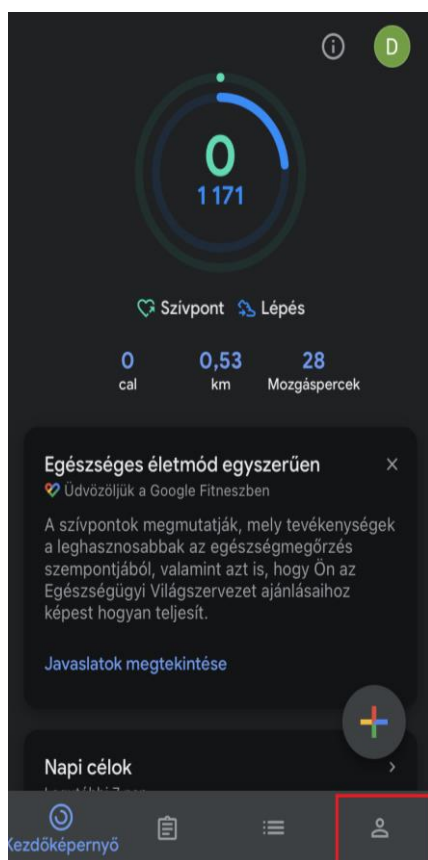 D
0
1 171
Szívpont Lépés
0 0,53 28
cal km Mozgáspercek
Egészséges életmód egyszerűen
Üdvözöljük a Google Fitneszben
A szívpontok megmutatják, mely tevékenységek
a leghasznosabbak az egészségmegőrzés
szempontjából, valamint azt is, hogy Ön az
Egészségügyi Világszervezet ajánlásaihoz
képest hogyan teljesít.
Javaslatok megtekintése
Napi célok
Kezdőképernyő